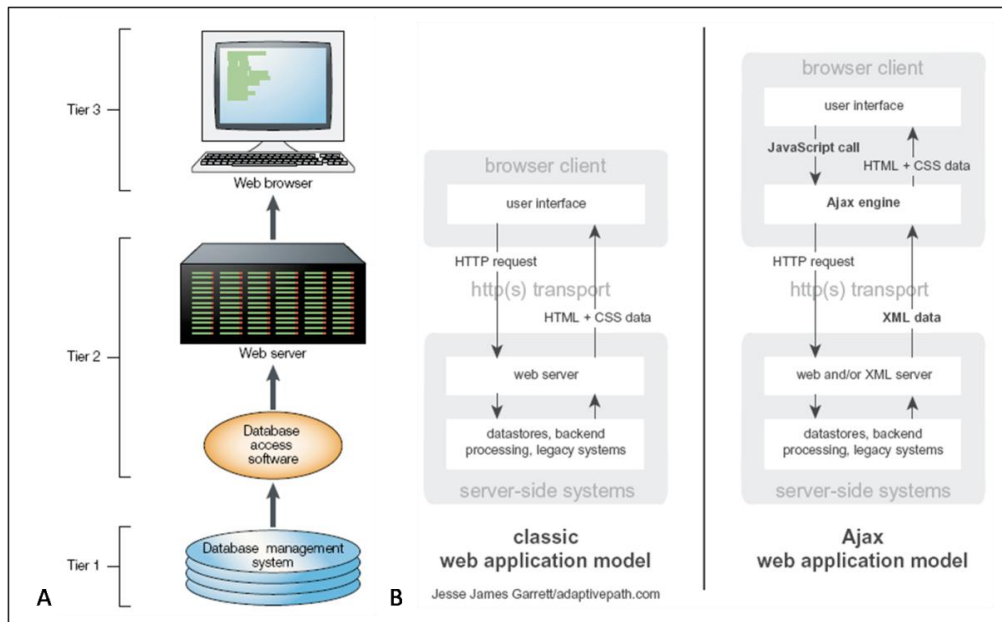 Tier 3
Web browser
Tier 2
Web server
Database
access
software
Tier 1
Database management
system
A
B
browser client
user interface
HTTP request
http(s) transport
HTML + CSS data
web server
datastores, backend
processing, legacy systems
server-side systems
classic
web application model
Jesse James Garrett/adaptivepath.com
browser client
user interface
JavaScript call
HTML + CSS data
Ajax engine
HTTP request
http(s) transport
XML data
web and/or XML server
datastores, backend
processing, legacy systems
server-side systems
Ajax
web application model